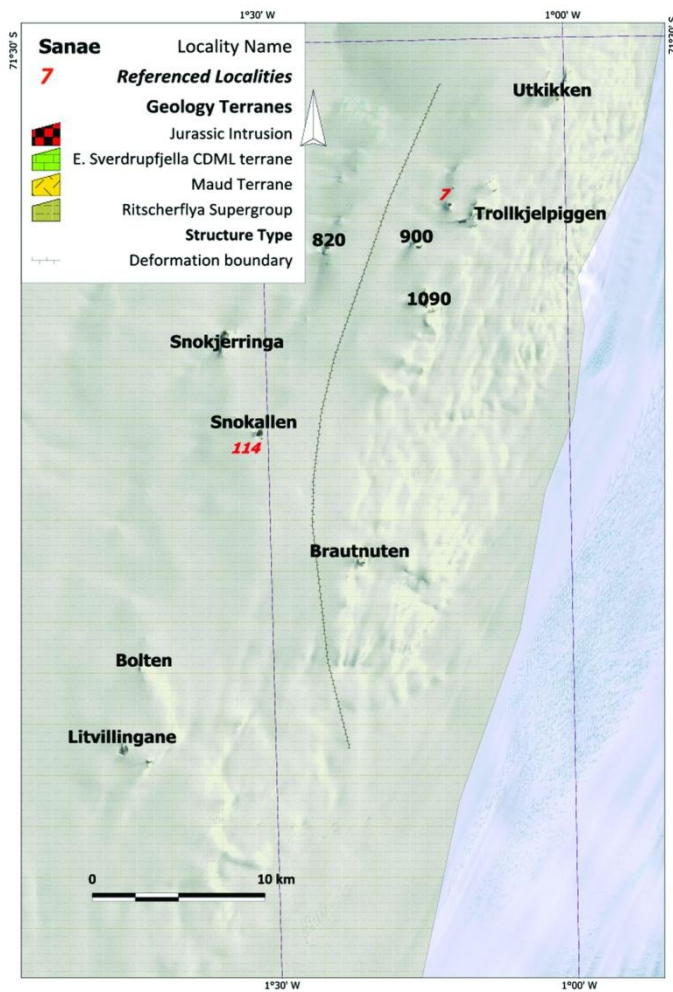 1°30' W
1°00' W
71°30' S
71°30' S
Sanae Locality Name
7 Referenced Localities
Geology Terranes
Jurassic Intrusion
E. Sverdrupfjella CDML terrane
Maud Terrane
Ritscherflya Supergroup
Structure Type
Deformation boundary
Utkikken
7
Trollkjelpiggen
820
900
1090
Snokjerringa
Snokallen
114
Brautnuten
Bolten
Litvillingane
0 10 km
1°30' W
1°00' W